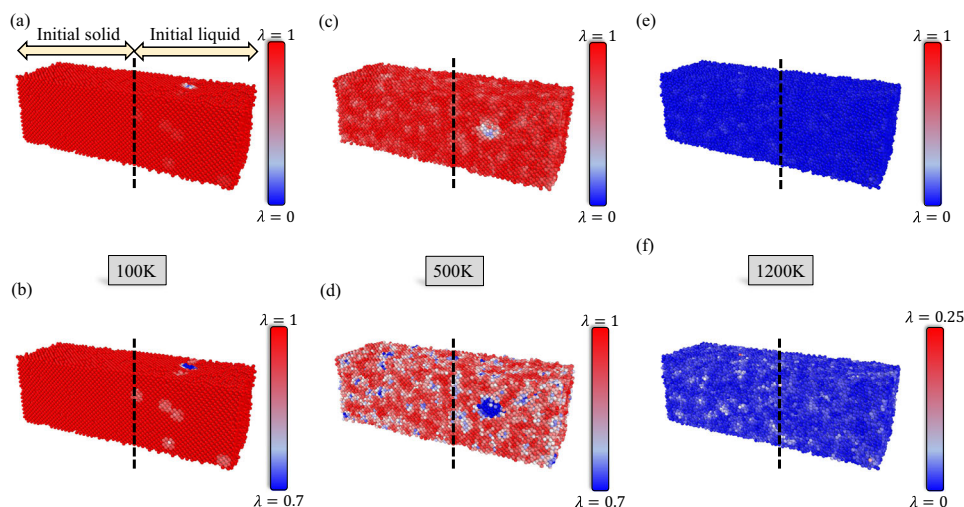 (a)
Initial solid
Initial liquid
λ = 1
λ = 0
(c)
λ = 1
λ = 0
(e)
λ = 1
λ = 0
100K
500K
1200K
(b)
λ = 1
λ = 0.7
(d)
λ = 1
λ = 0.7
(f)
λ = 0.25
λ = 0